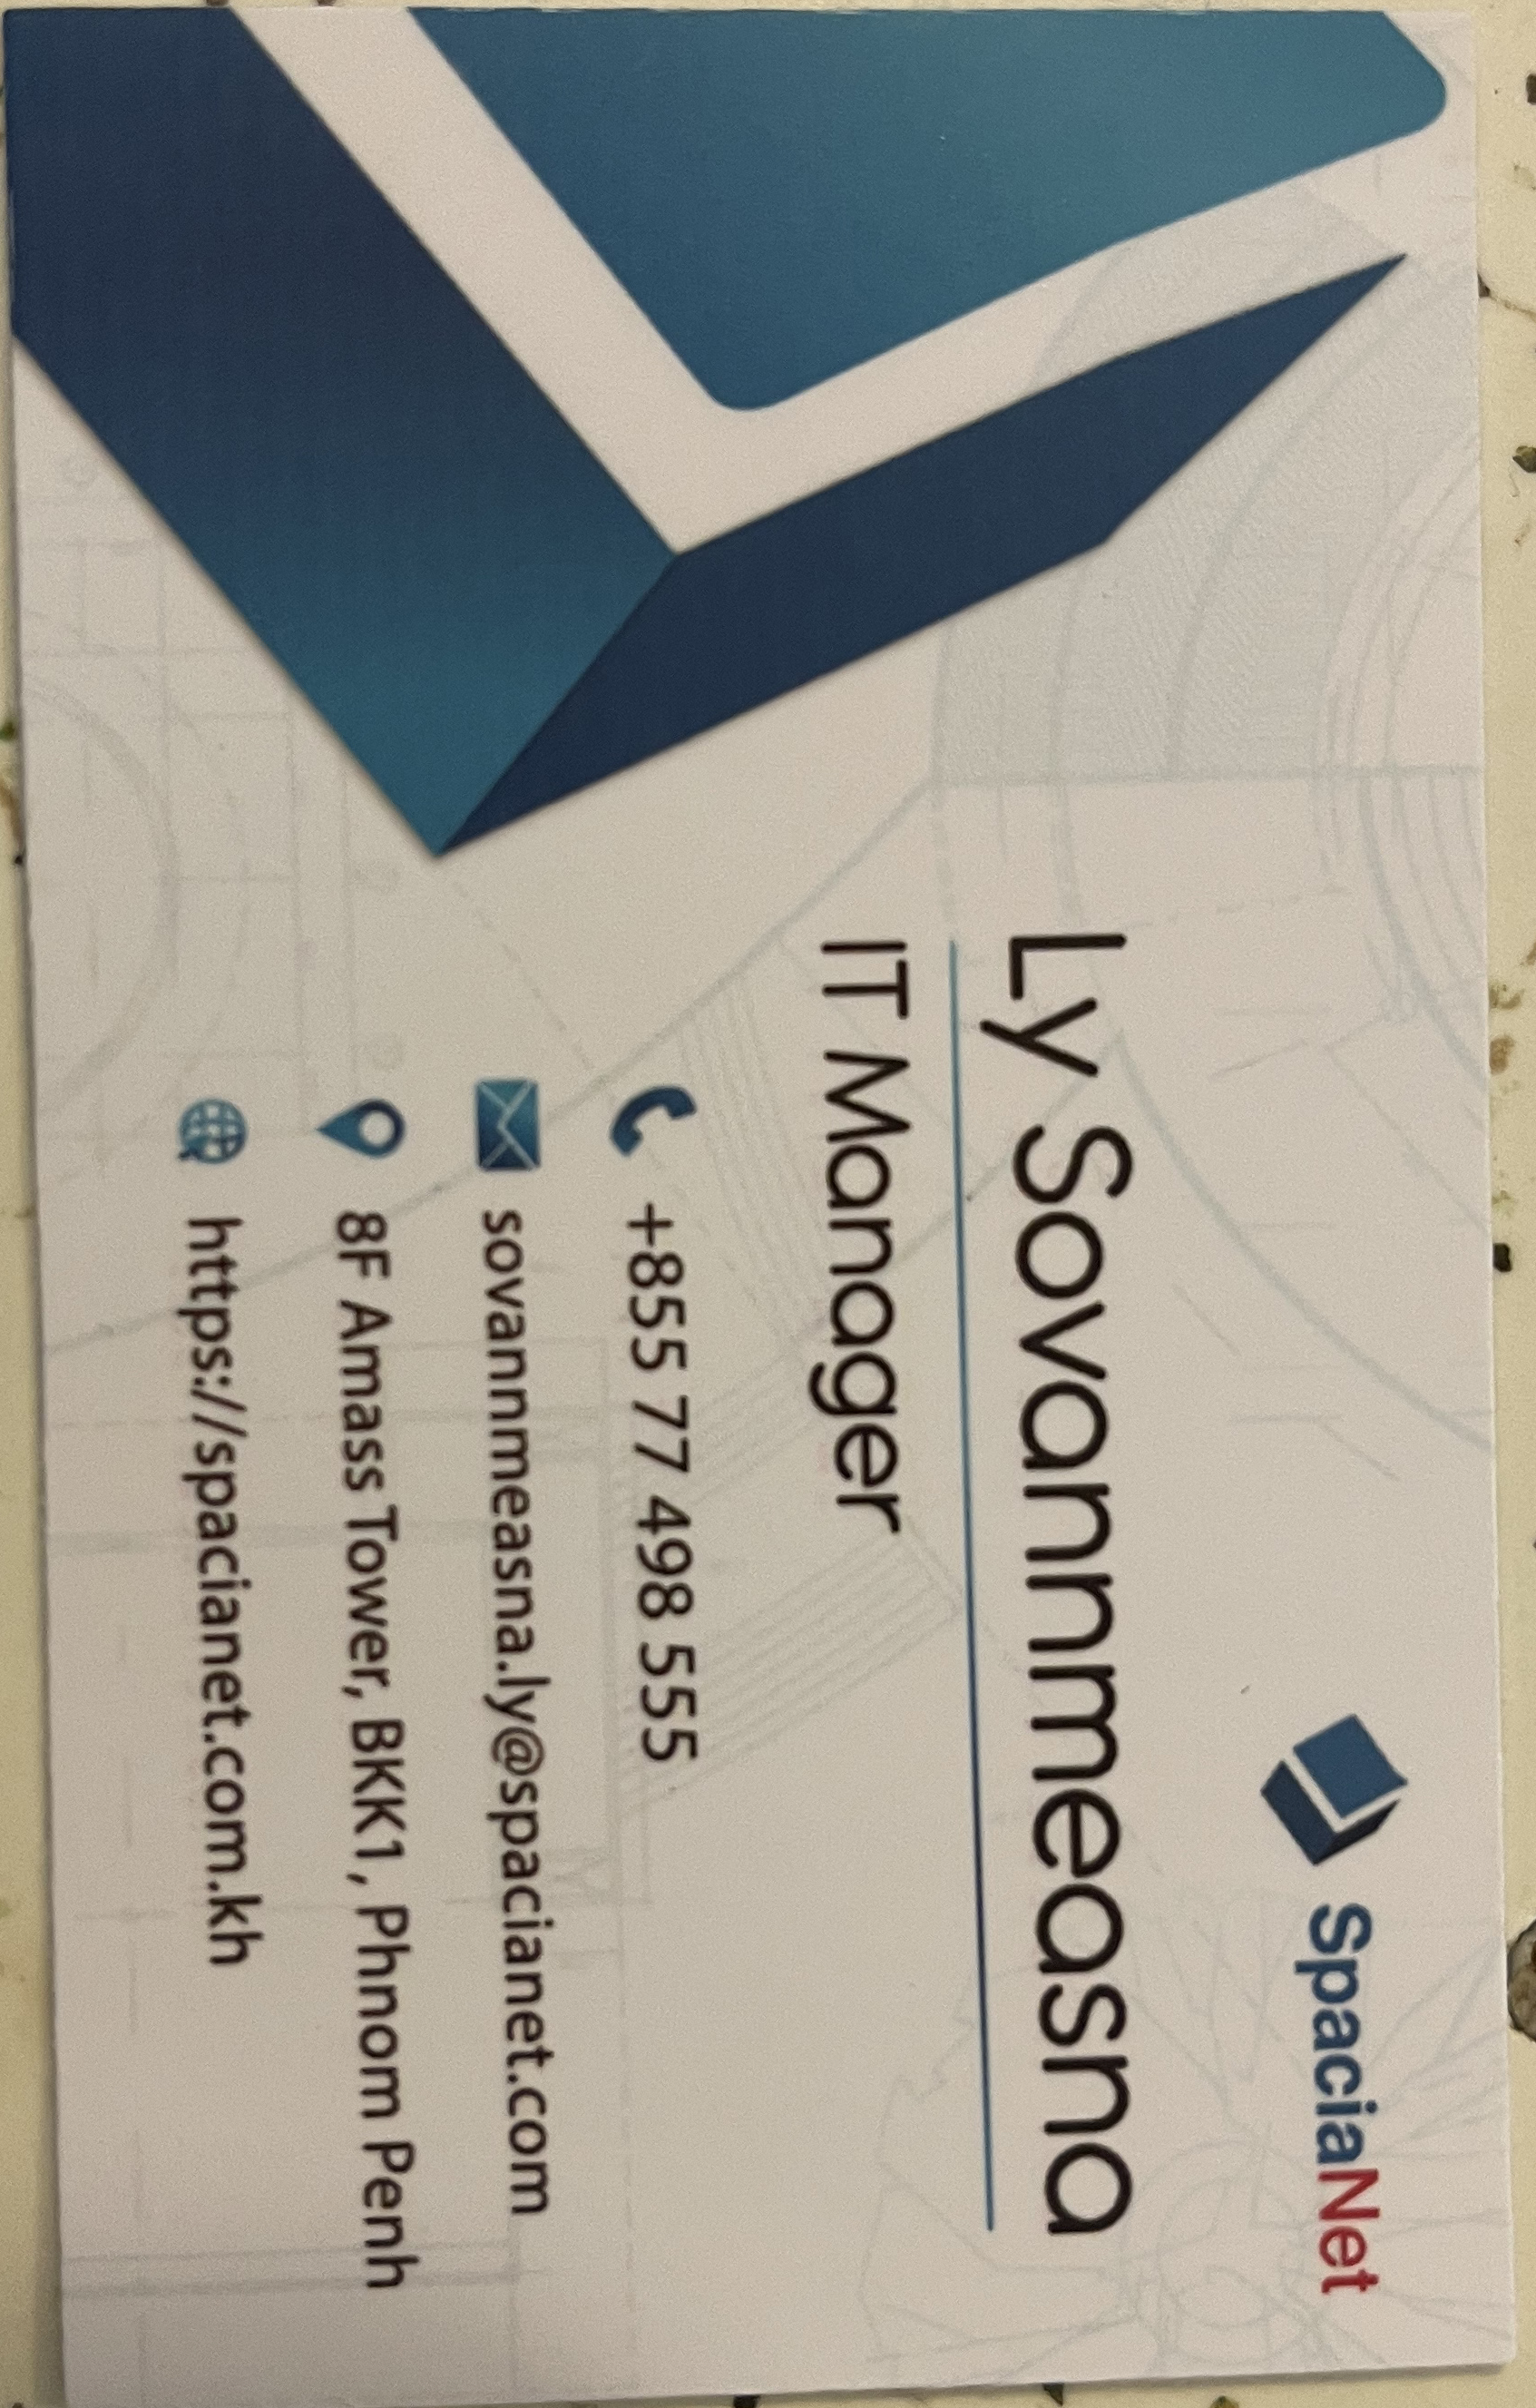 SpaciaNet
Ly Sovannmeasna
IT Manager
+855 77 498 555
sovannmeasna.ly@spacianet.com
8F Amass Tower, BKK1, Phnom Penh
https://spacianet.com.kh